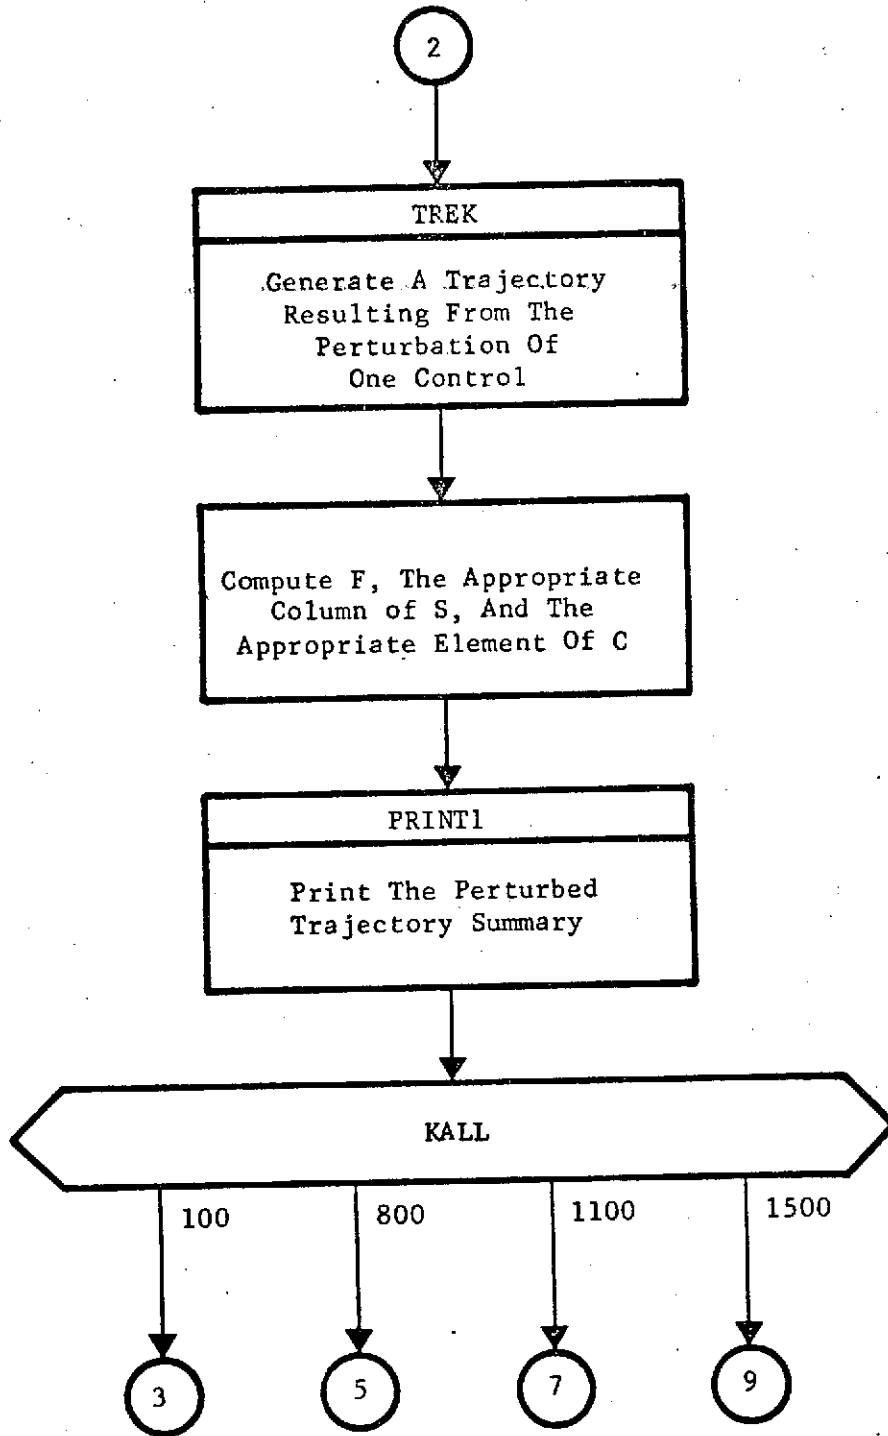 2
TREK
Generate A Trajectory
Resulting From The
Perturbation Of
One Control
Compute F, The Appropriate
Column of S, And The
Appropriate Element Of C
PRINT1
Print The Perturbed
Trajectory Summary
KALL
100 800 1100 1500
3 5 7 9